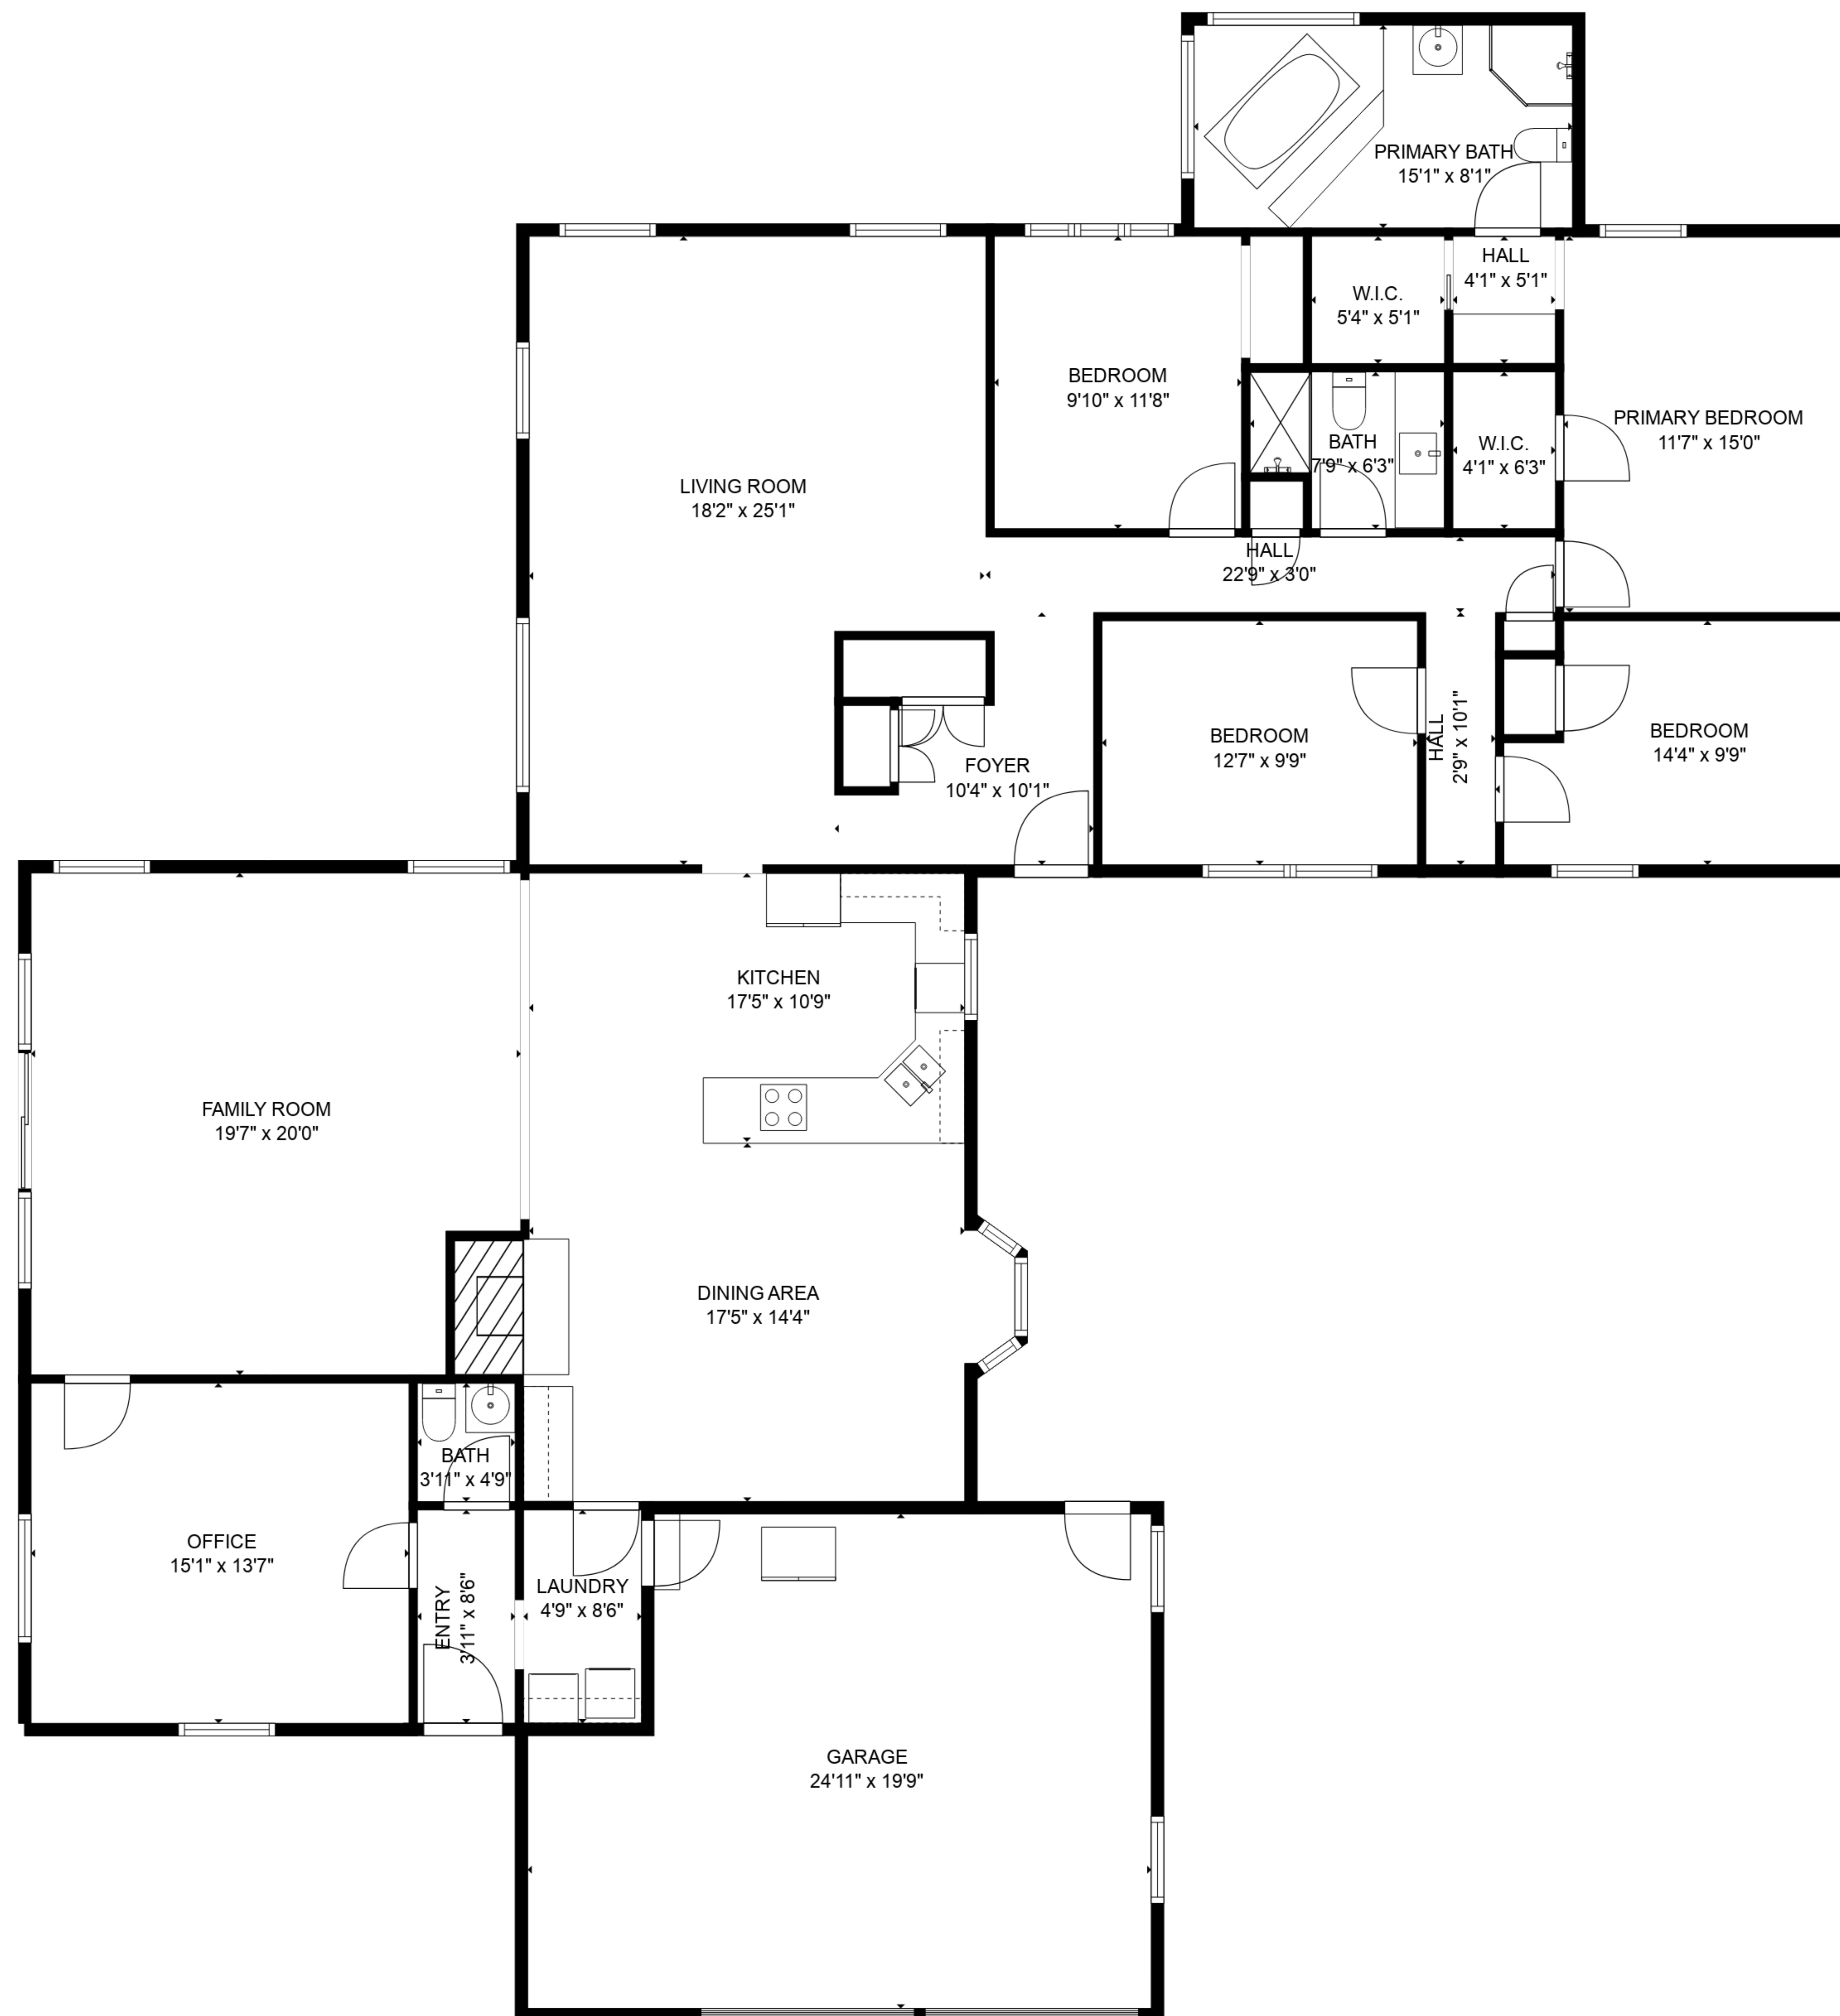 PRIMARY BATH
15'1" x 8'1"
HALL
4'1" x 5'1"
W.I.C.
5'4" x 5'1"
BEDROOM
9'10" x 11'8"
PRIMARY BEDROOM
11'7" x 15'0"
BATH
7'9" x 6'3"
W.I.C.
4'1" x 6'3"
LIVING ROOM
18'2" x 25'1"
HALL
22'9" x 3'0"
HALL
2'9" x 10'1"
BEDROOM
12'7" x 9'9"
BEDROOM
14'4" x 9'9"
FOYER
10'4" x 10'1"
KITCHEN
17'5" x 10'9"
FAMILY ROOM
19'7" x 20'0"
DINING AREA
17'5" x 14'4"
BATH
3'11" x 4'9"
OFFICE
15'1" x 13'7"
ENTRY
3'11" x 8'6"
LAUNDRY
4'9" x 8'6"
GARAGE
24'11" x 19'9"